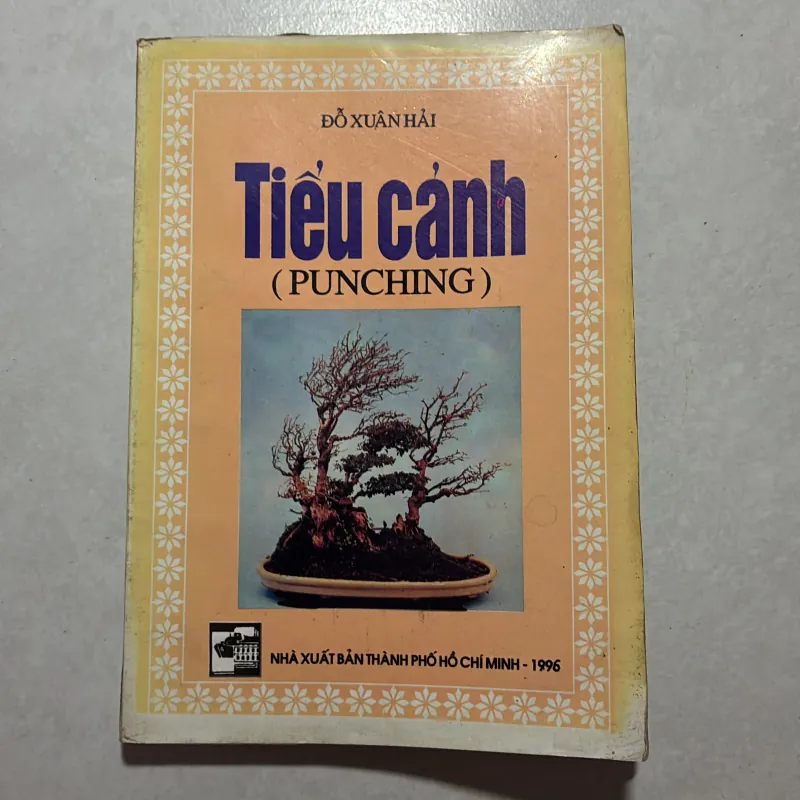 ĐỖ XUÂN HẢI
Tiểu cảnh
(PUNCHING)
NHÀ XUẤT BẢN THÀNH PHỐ HỒ CHÍ MINH - 1996